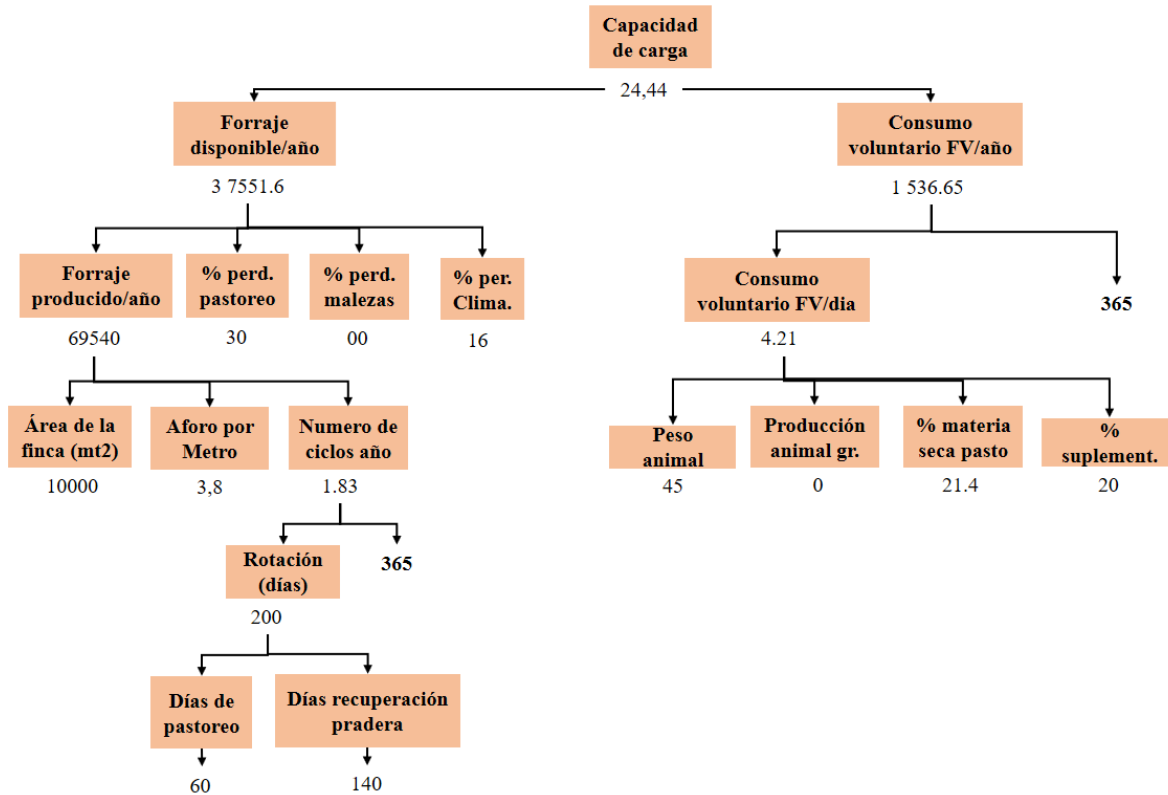 Capacidad
de carga
24,44
Forraje
disponible/año
Consumo
voluntario FV/año
3 7551.6
1 536.65
Forraje
producido/año
% perd.
pastoreo
% perd.
malezas
% per.
Clima.
Consumo
voluntario FV/dia
365
69540
30
00
16
4.21
Área de la
finca (mt2)
Aforo por
Metro
Numero de
ciclos año
Peso
animal
Producción
animal gr.
% materia
seca pasto
%
suplement.
10000
3,8
1.83
45
0
21.4
20
Rotación
(días)
365
200
Días de
pastoreo
Días recuperación
pradera
60
140